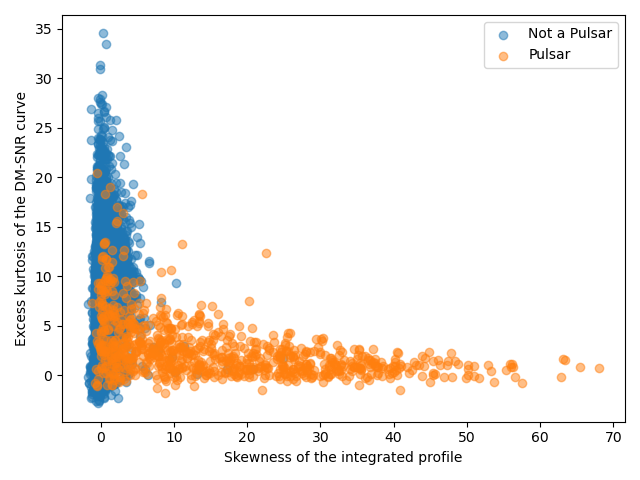 Not a Pulsar
Pulsar
35
30
25
20
15
10
5
0
Excess kurtosis of the DM-SNR curve
0 10 20 30 40 50 60 70
Skewness of the integrated profile